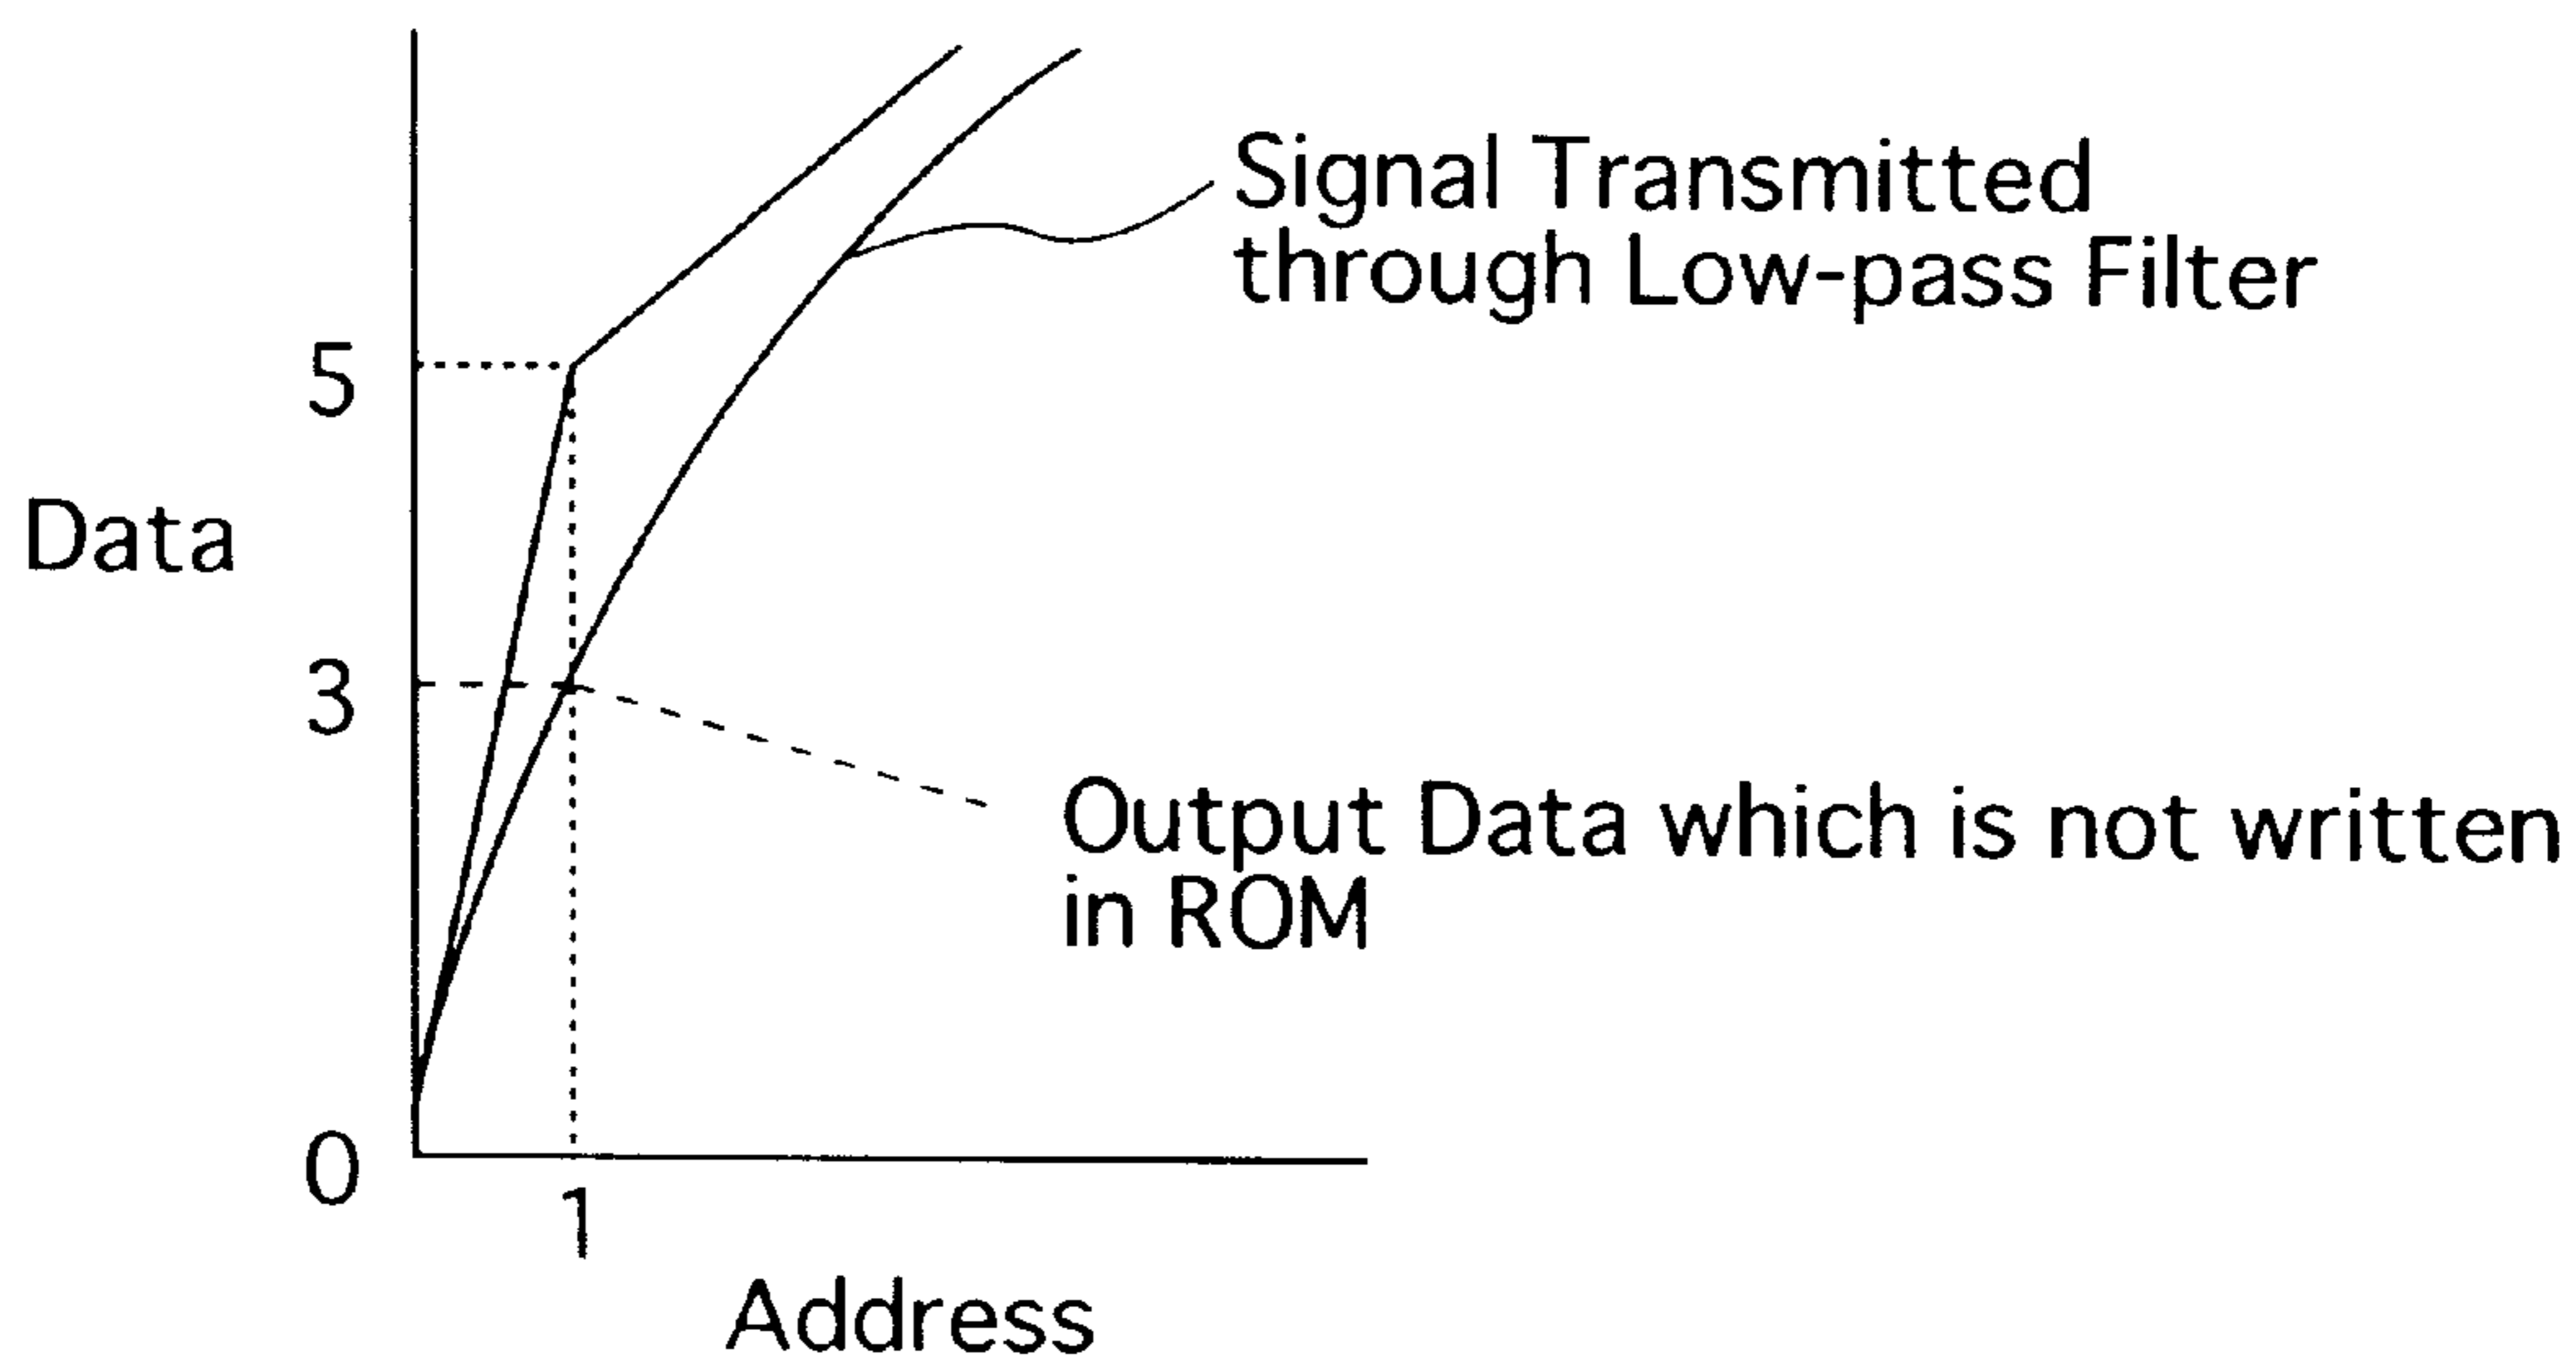 Signal Transmitted
through Low-pass Filter
5
Data
3
Output Data which is not written
in ROM
0
1
Address